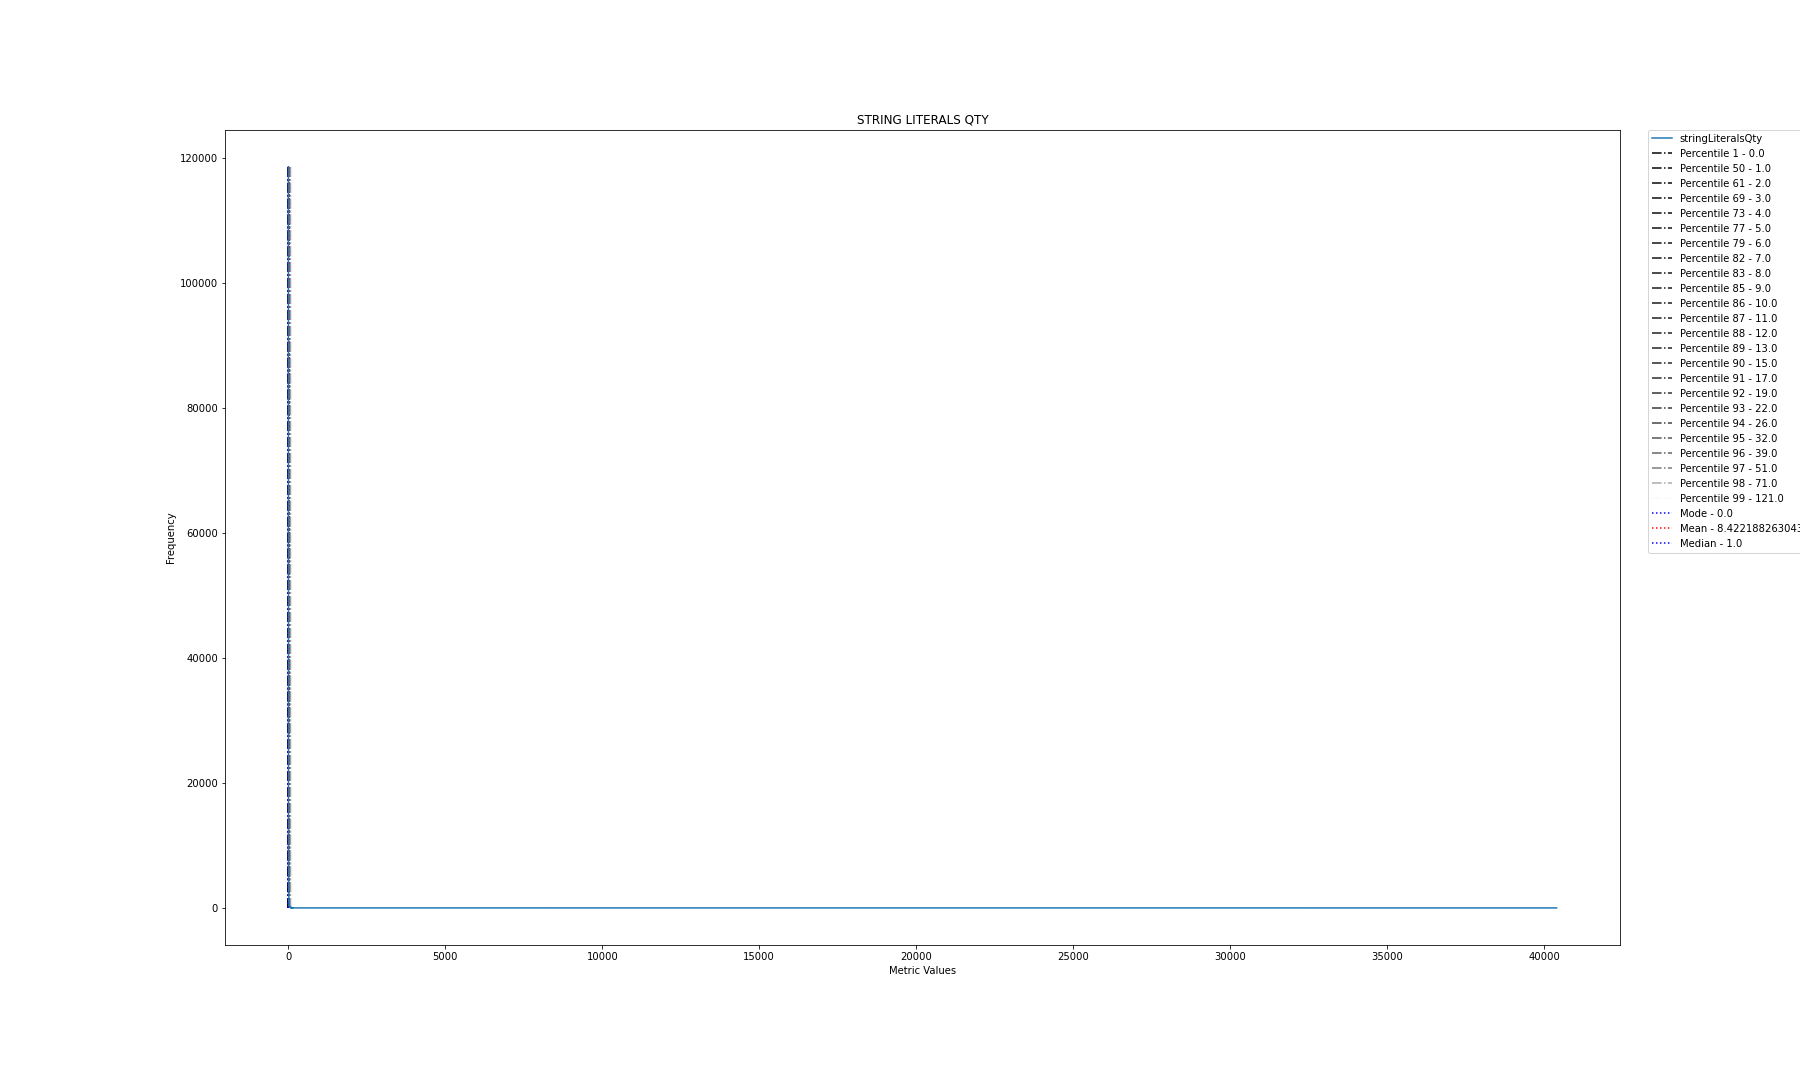 STRING LITERALS QTY
120000
100000
80000
60000
40000
20000
0
Frequency
0 5000 10000 15000 20000 25000 30000 35000 40000
Metric Values
stringLiteralsQty
Percentile 1 - 0.0
Percentile 50 - 1.0
Percentile 61 - 2.0
Percentile 69 - 3.0
Percentile 73 - 4.0
Percentile 77 - 5.0
Percentile 79 - 6.0
Percentile 82 - 7.0
Percentile 83 - 8.0
Percentile 85 - 9.0
Percentile 86 - 10.0
Percentile 87 - 11.0
Percentile 88 - 12.0
Percentile 89 - 13.0
Percentile 90 - 15.0
Percentile 91 - 17.0
Percentile 92 - 19.0
Percentile 93 - 22.0
Percentile 94 - 26.0
Percentile 95 - 32.0
Percentile 96 - 39.0
Percentile 97 - 51.0
Percentile 98 - 71.0
Percentile 99 - 121.0
Mode - 0.0
Mean - 8.422188263043
Median - 1.0